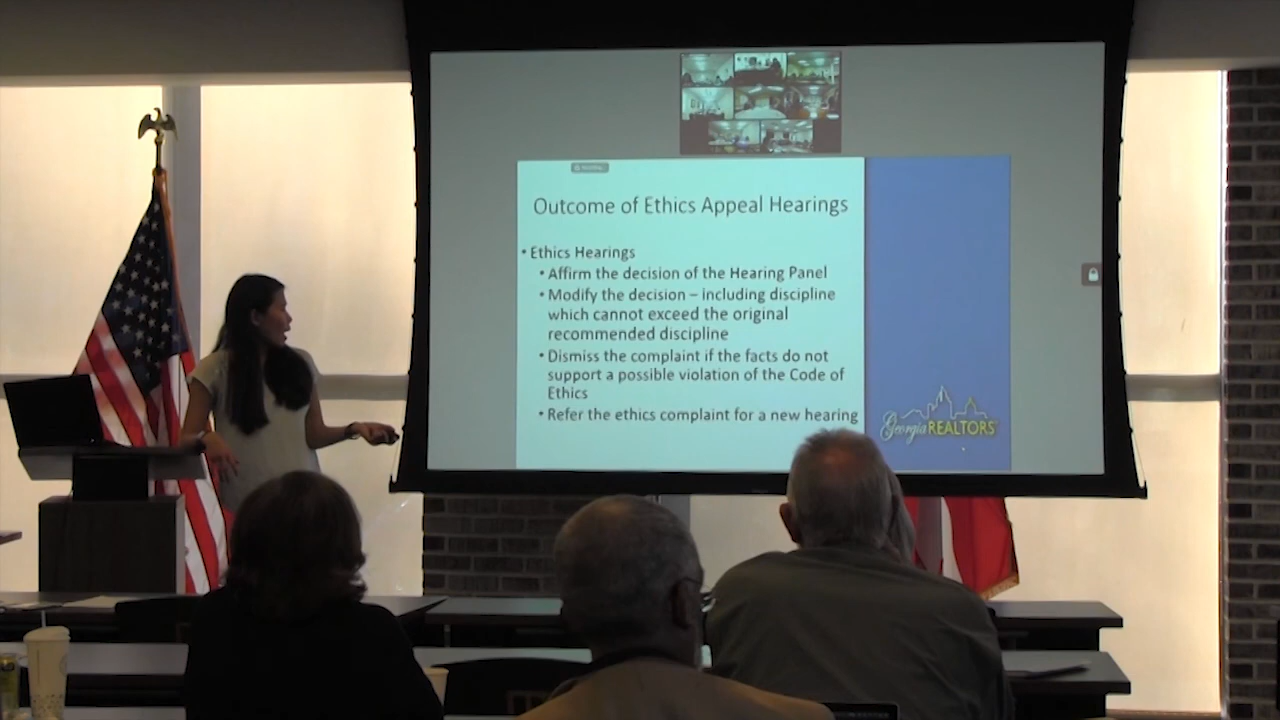 Outcome of Ethics Appeal Hearings
• Ethics Hearings
• Affirm the decision of the Hearing Panel
• Modify the decision – including discipline
which cannot exceed the original
recommended discipline
• Dismiss the complaint if the facts do not
support a possible violation of the Code of
Ethics
• Refer the ethics complaint for a new hearing
Georgia REALTORS